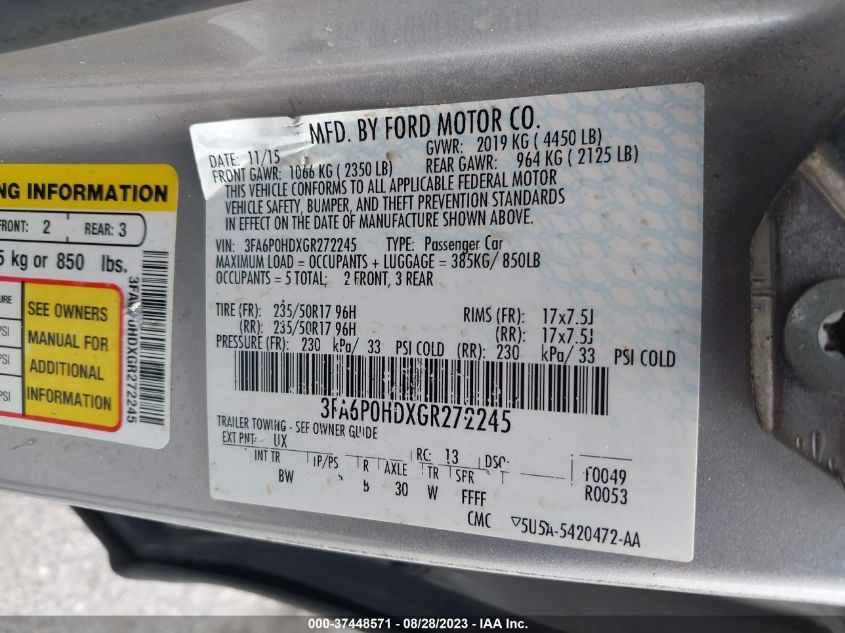 MFD. BY FORD MOTOR CO.
DATE: 11/15 GVWR: 2019 KG ( 4450 LB)
FRONT GAWR: 1066 KG ( 2350 LB) REAR GAWR: 964 KG ( 2125 LB)
THIS VEHICLE CONFORMS TO ALL APPLICABLE FEDERAL MOTOR
VEHICLE SAFETY, BUMPER, AND THEFT PREVENTION STANDARDS
IN EFFECT ON THE DATE OF MANUFACTURE SHOWN ABOVE.
VIN: 3FA6P0HDXGR272245 TYPE: Passenger Car
MAXIMUM LOAD = OCCUPANTS + LUGGAGE = 385KG/ 850LB
OCCUPANTS = 5 TOTAL; 2 FRONT, 3 REAR
TIRE (FR): 235/50R17 96H RIMS (FR): 17x7.5J
(RR): 235/50R17 96H (RR): 17x7.5J
PRESSURE (FR): 230 kPa/ 33 PSI COLD (RR): 230 kPa/ 33 PSI COLD
3FA6P0HDXGR272245
TRAILER TOWING - SEE OWNER GUIDE
EXT PNT: UX RC: 13 DSO:
INT TR TP/PS R AXLE TR SPR
BW B 30 W FFFF
F0049
R0053
CMC ▽5U5A-5420472-AA
NG INFORMATION
FRONT: 2 REAR: 3
5 kg or 850 lbs.
SEE OWNERS
MANUAL FOR
ADDITIONAL
INFORMATION
PSI
PSI
PSI
3FA6P0HDXGR272245
000-37448571 - 08/28/2023 - IAA Inc.